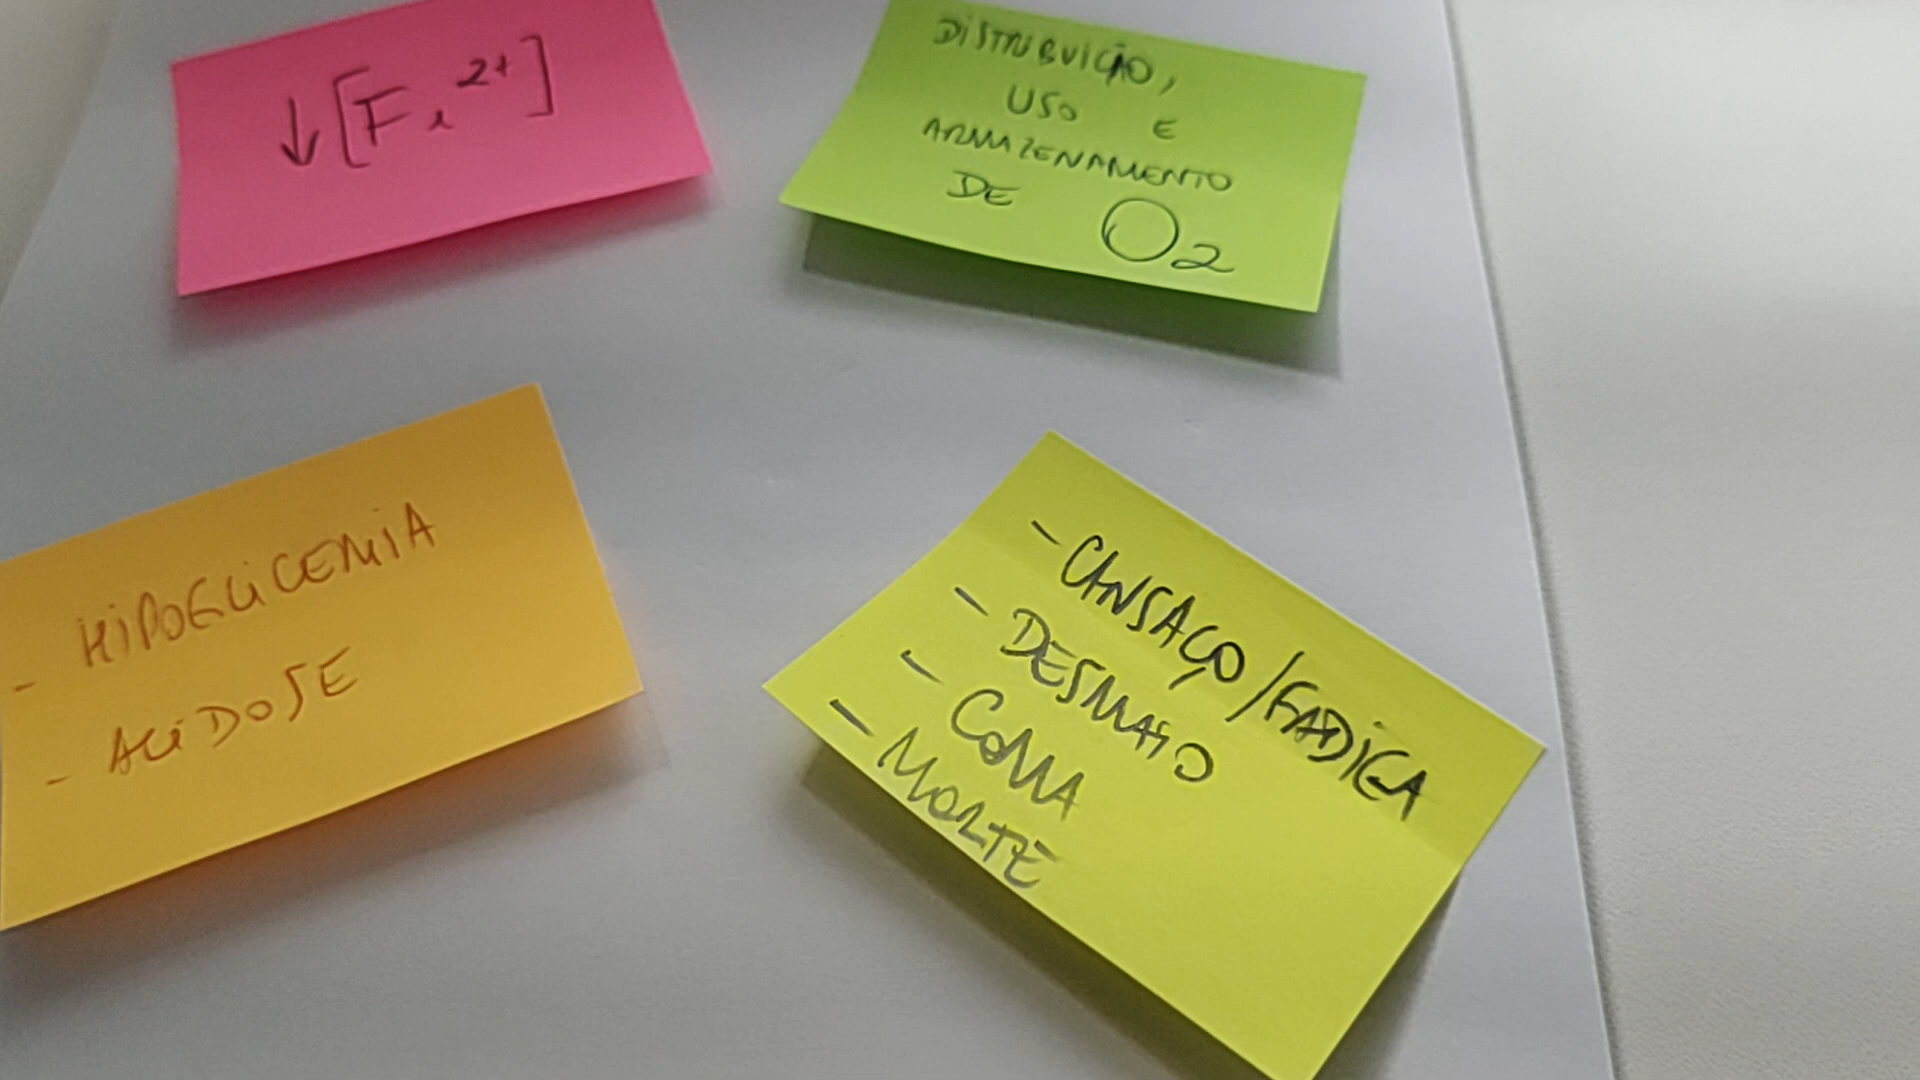 ↓[Fe²⁺]
DISTRIBUIÇÃO,
USO E
ARMAZENAMENTO
DE O₂
- HIPOGLICEMIA
- ACIDOSE
- CANSAÇO/FADIGA
- DESMAIO
- COMA
- MORTE